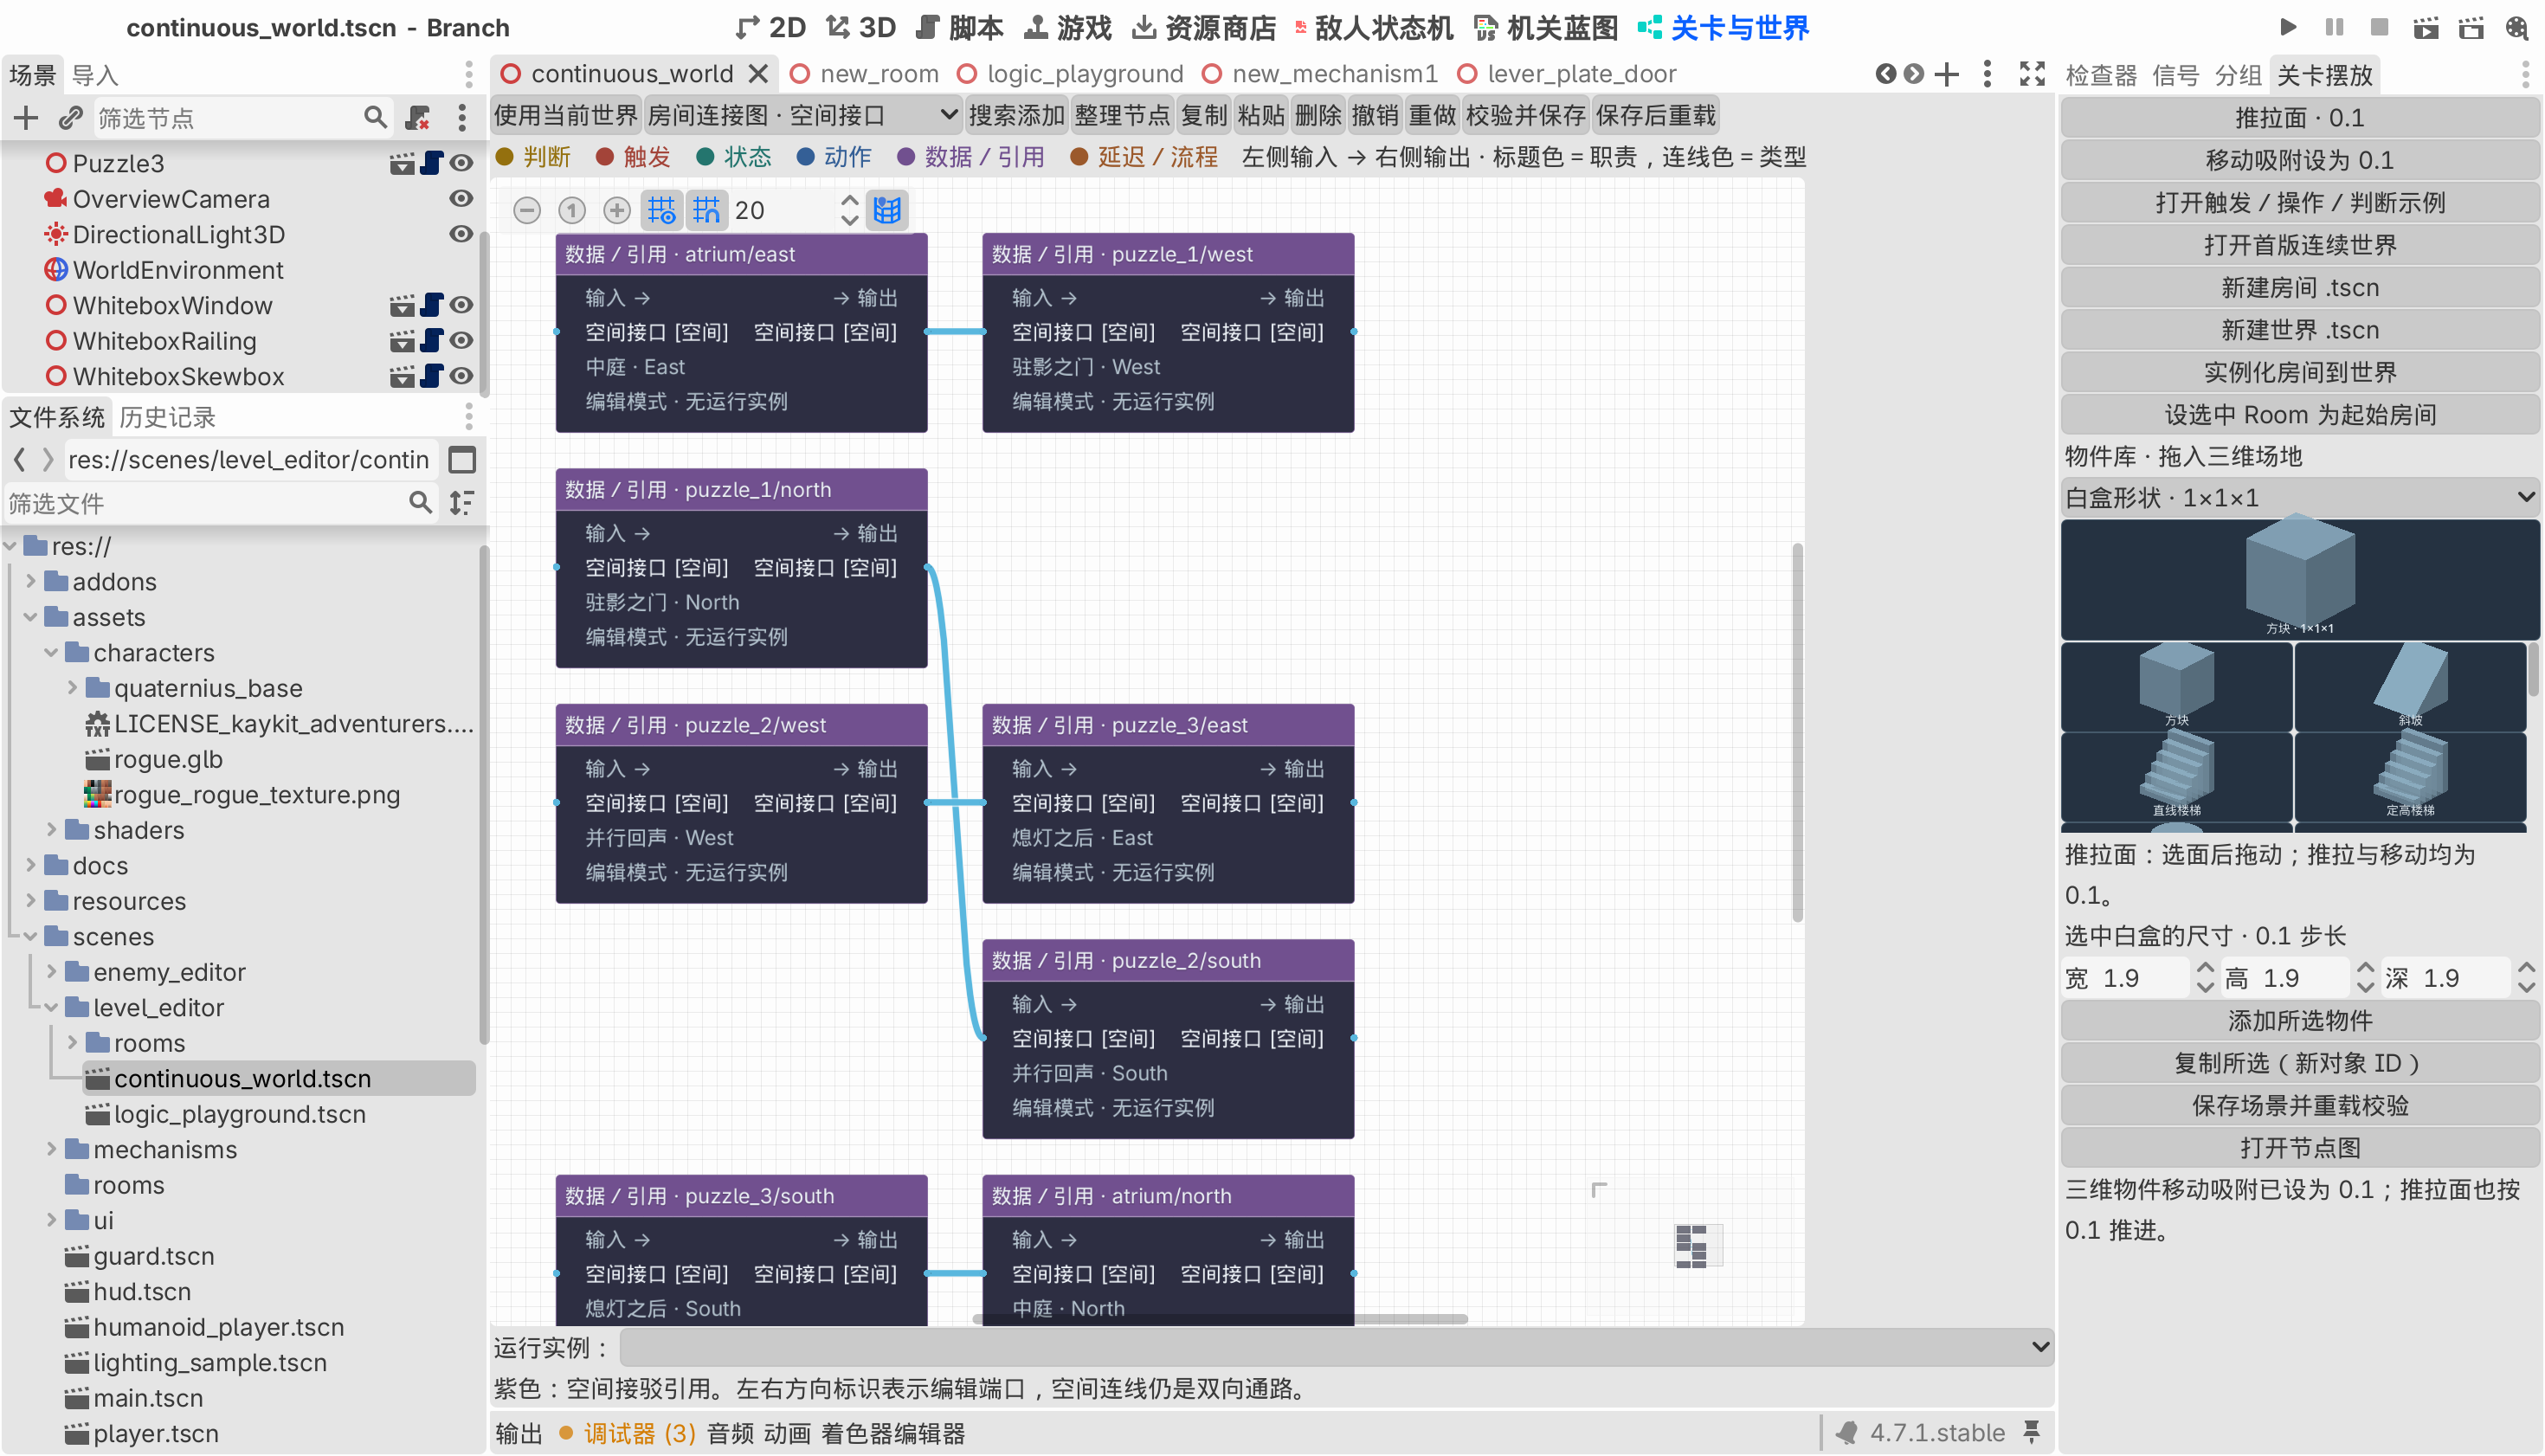 continuous_world.tscn - Branch
2D 3D 脚本 游戏 资源商店 敌人状态机 机关蓝图 关卡与世界
场景 导入
筛选节点
Puzzle3
OverviewCamera
DirectionalLight3D
WorldEnvironment
WhiteboxWindow
WhiteboxRailing
WhiteboxSkewbox
文件系统 历史记录
res://scenes/level_editor/contin
筛选文件
res://
addons
assets
characters
quaternius_base
LICENSE_kaykit_adventurers....
rogue.glb
rogue_rogue_texture.png
shaders
docs
resources
scenes
enemy_editor
level_editor
rooms
continuous_world.tscn
logic_playground.tscn
mechanisms
rooms
ui
guard.tscn
hud.tscn
humanoid_player.tscn
lighting_sample.tscn
main.tscn
player.tscn
continuous_world new_room logic_playground new_mechanism1 lever_plate_door
使用当前世界 房间连接图 · 空间接口 搜索添加 整理节点 复制 粘贴 删除 撤销 重做 校验并保存 保存后重载
判断 触发 状态 动作 数据 / 引用 延迟 / 流程 左侧输入 → 右侧输出 · 标题色 = 职责，连线色 = 类型
1 20
数据 / 引用 · atrium/east
输入 → → 输出
空间接口 [空间] 空间接口 [空间]
中庭 · East
编辑模式 · 无运行实例
数据 / 引用 · puzzle_1/west
输入 → → 输出
空间接口 [空间] 空间接口 [空间]
驻影之门 · West
编辑模式 · 无运行实例
数据 / 引用 · puzzle_1/north
输入 → → 输出
空间接口 [空间] 空间接口 [空间]
驻影之门 · North
编辑模式 · 无运行实例
数据 / 引用 · puzzle_2/west
输入 → → 输出
空间接口 [空间] 空间接口 [空间]
并行回声 · West
编辑模式 · 无运行实例
数据 / 引用 · puzzle_3/east
输入 → → 输出
空间接口 [空间] 空间接口 [空间]
熄灯之后 · East
编辑模式 · 无运行实例
数据 / 引用 · puzzle_2/south
输入 → → 输出
空间接口 [空间] 空间接口 [空间]
并行回声 · South
编辑模式 · 无运行实例
数据 / 引用 · puzzle_3/south
输入 → → 输出
空间接口 [空间] 空间接口 [空间]
熄灯之后 · South
数据 / 引用 · atrium/north
输入 → → 输出
空间接口 [空间] 空间接口 [空间]
中庭 · North
运行实例：
紫色：空间接驳引用。左右方向标识表示编辑端口，空间连线仍是双向通路。
输出 调试器 (3) 音频 动画 着色器编辑器
4.7.1.stable
检查器 信号 分组 关卡摆放
推拉面 · 0.1
移动吸附设为 0.1
打开触发 / 操作 / 判断示例
打开首版连续世界
新建房间 .tscn
新建世界 .tscn
实例化房间到世界
设选中 Room 为起始房间
物件库 · 拖入三维场地
白盒形状 · 1×1×1
方块 · 1×1×1
方块 斜坡
直线楼梯 定高楼梯
推拉面：选面后拖动；推拉与移动均为
0.1。
选中白盒的尺寸 · 0.1 步长
宽 1.9 高 1.9 深 1.9
添加所选物件
复制所选（新对象 ID）
保存场景并重载校验
打开节点图
三维物件移动吸附已设为 0.1；推拉面也按
0.1 推进。